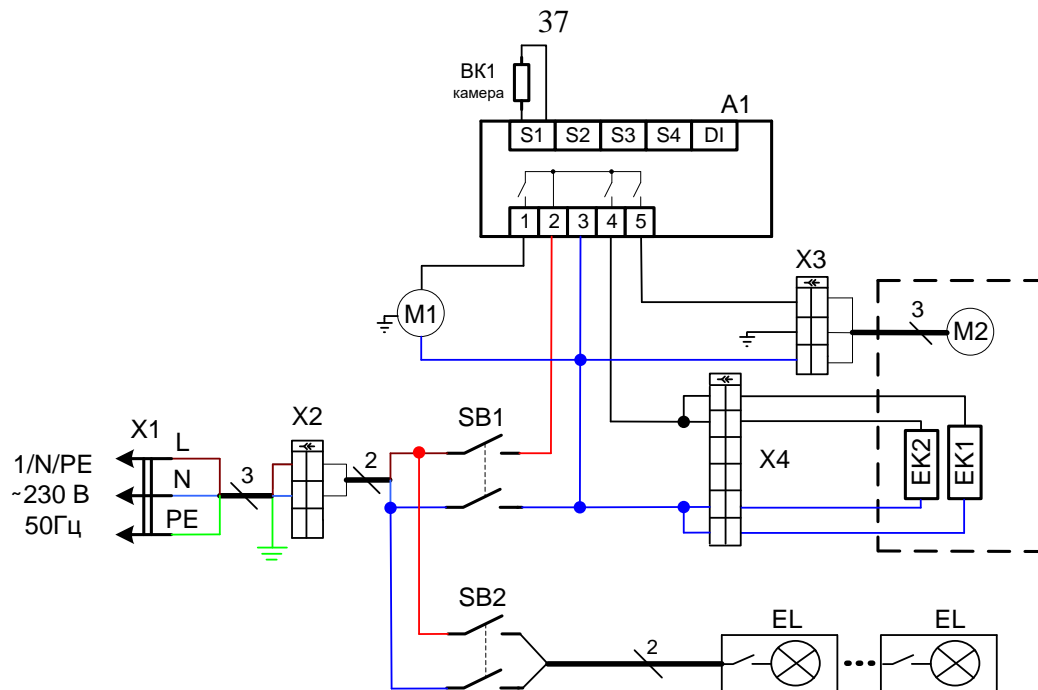 37
ВК1
камера
A1
S1 S2 S3 S4 DI
1 2 3 4 5
X3
M1
3
M2
X1
L
X2
2
SB1
X4
EK2
EK1
1/N/PE
~230 В
50Гц
N
3
PE
SB2
EL
EL
2